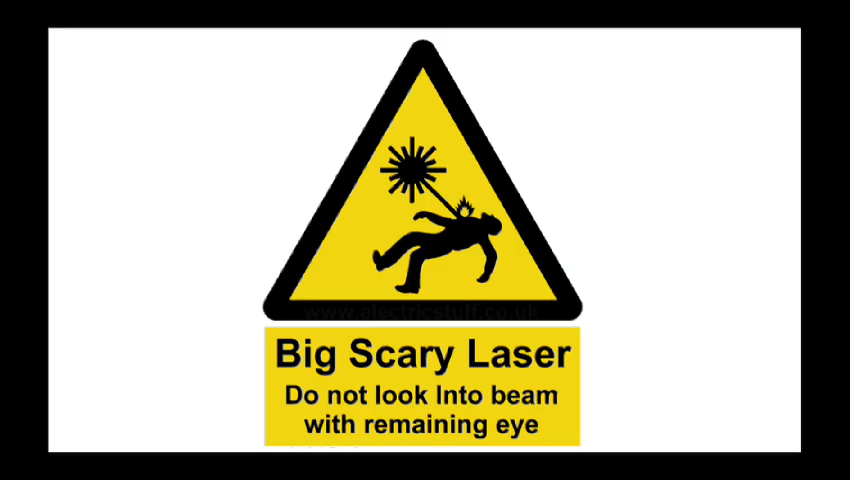 www.electricstuff.co.uk
Big Scary Laser
Do not look Into beam
with remaining eye